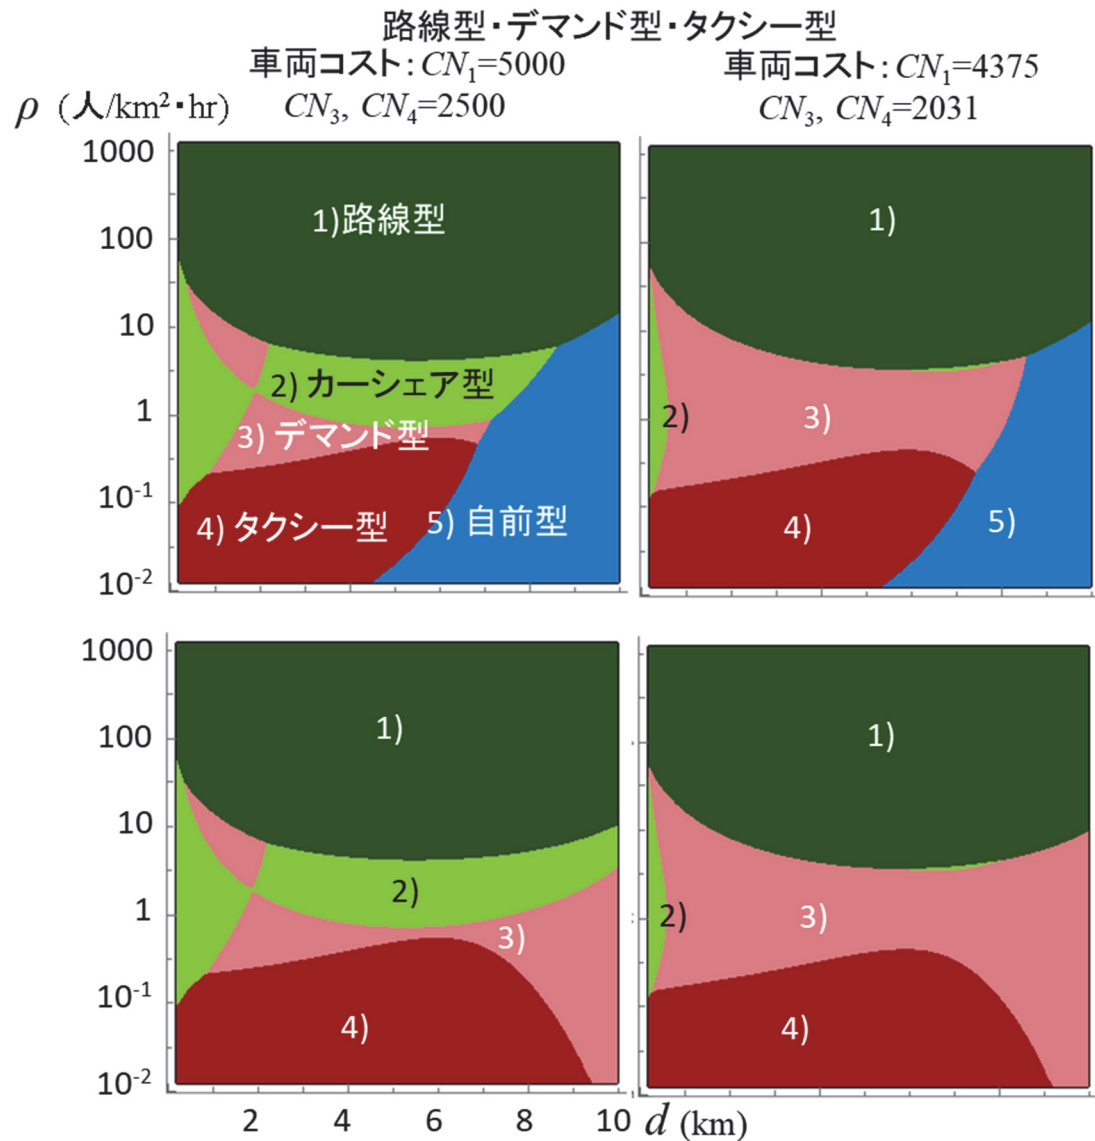 路線型・デマンド型・タクシー型
車両コスト: CN₁=5000
CN₃, CN₄=2500
車両コスト: CN₁=4375
CN₃, CN₄=2031
ρ (人/km²・hr)
1000
100
10
1
10⁻¹
10⁻²
1)路線型
2) カーシェア型
3) デマンド型
4) タクシー型
5) 自前型
1)
2)
3)
4)
5)
1000
100
10
1
10⁻¹
10⁻²
1)
2)
3)
4)
1)
2)
3)
4)
2 4 6 8 10 d (km)